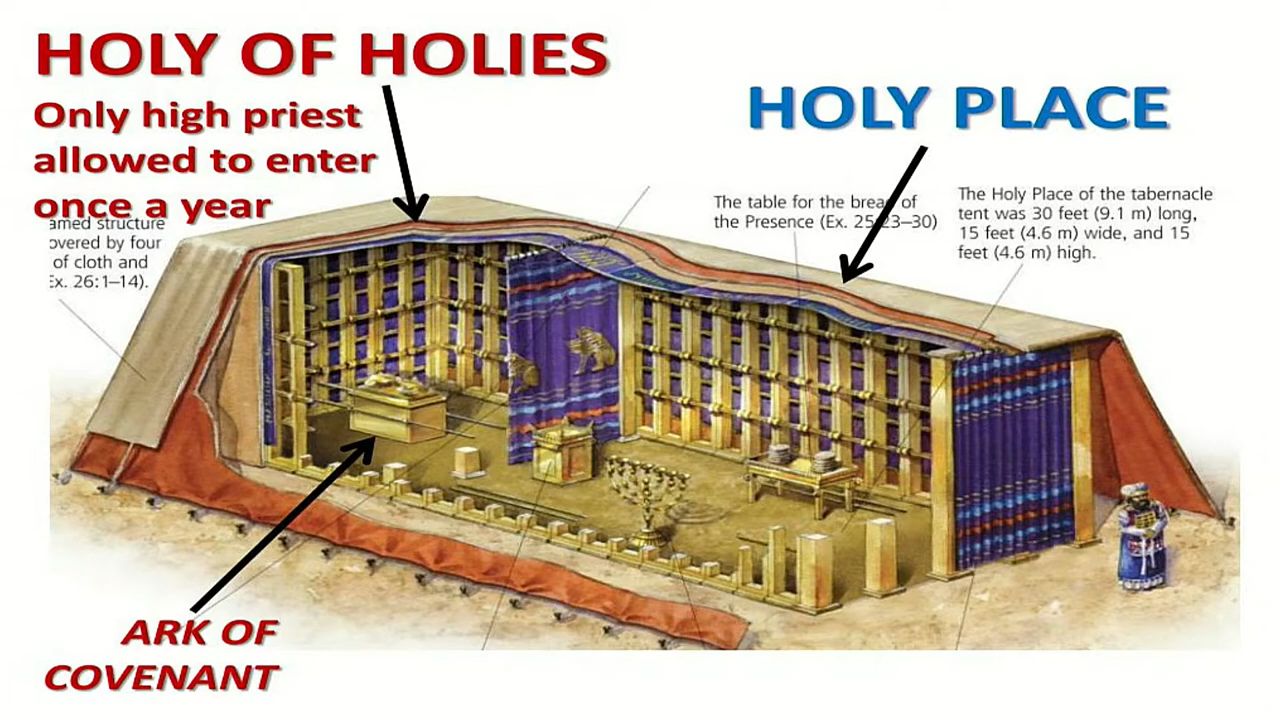 HOLY OF HOLIES
Only high priest
allowed to enter
once a year
HOLY PLACE
amed structure
overed by four
of cloth and
Ex. 26:1–14).
The table for the bread of
the Presence (Ex. 25:23–30)
The Holy Place of the tabernacle
tent was 30 feet (9.1 m) long,
15 feet (4.6 m) wide, and 15
feet (4.6 m) high.
ARK OF
COVENANT